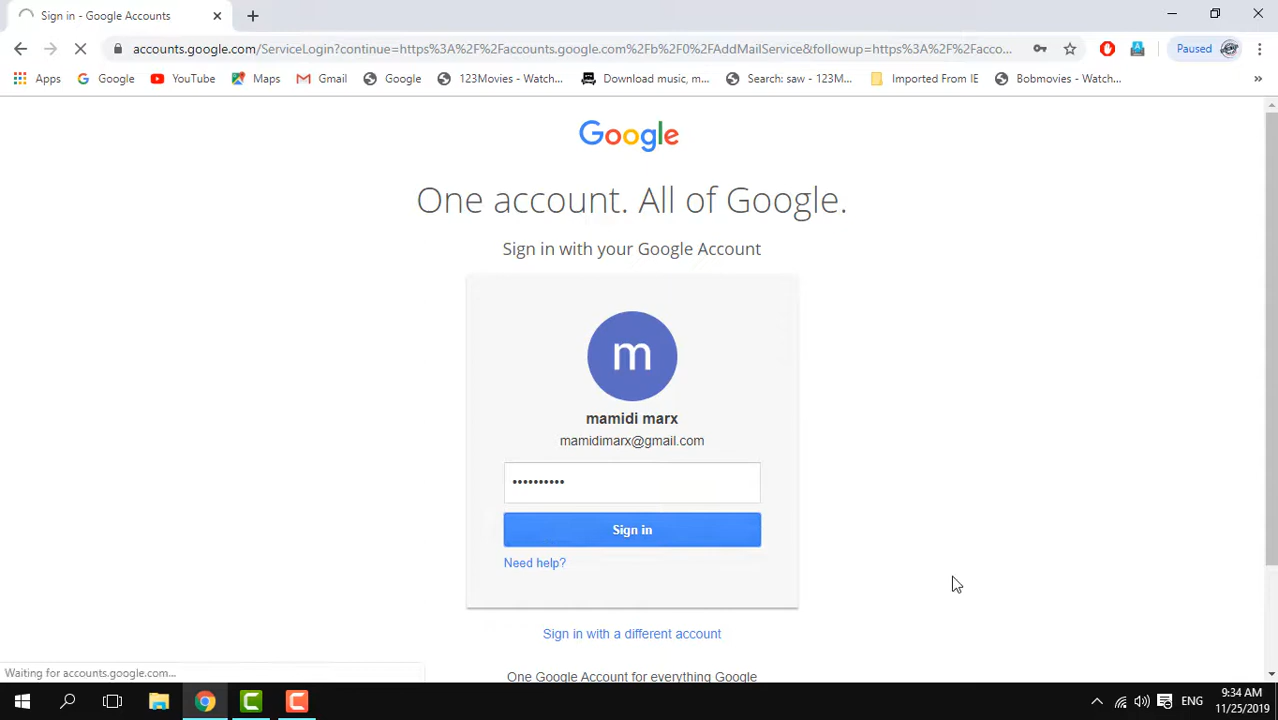 Sign in - Google Accounts
accounts.google.com/ServiceLogin?continue=https%3A%2F%2Faccounts.google.com%2Fb%2F0%2FAddMailService&followup=https%3A%2F%2Facco...
Paused
Apps
Google
YouTube
Maps
Gmail
Google
123Movies - Watch...
Download music, m...
Search: saw - 123M...
Imported From IE
Bobmovies - Watch...
»
Google
One account. All of Google.
Sign in with your Google Account
m
mamidi marx
mamidimarx@gmail.com
••••••••••
Sign in
Need help?
Sign in with a different account
One Google Account for everything Google
Waiting for accounts.google.com...
ENG
9:34 AM
11/25/2019